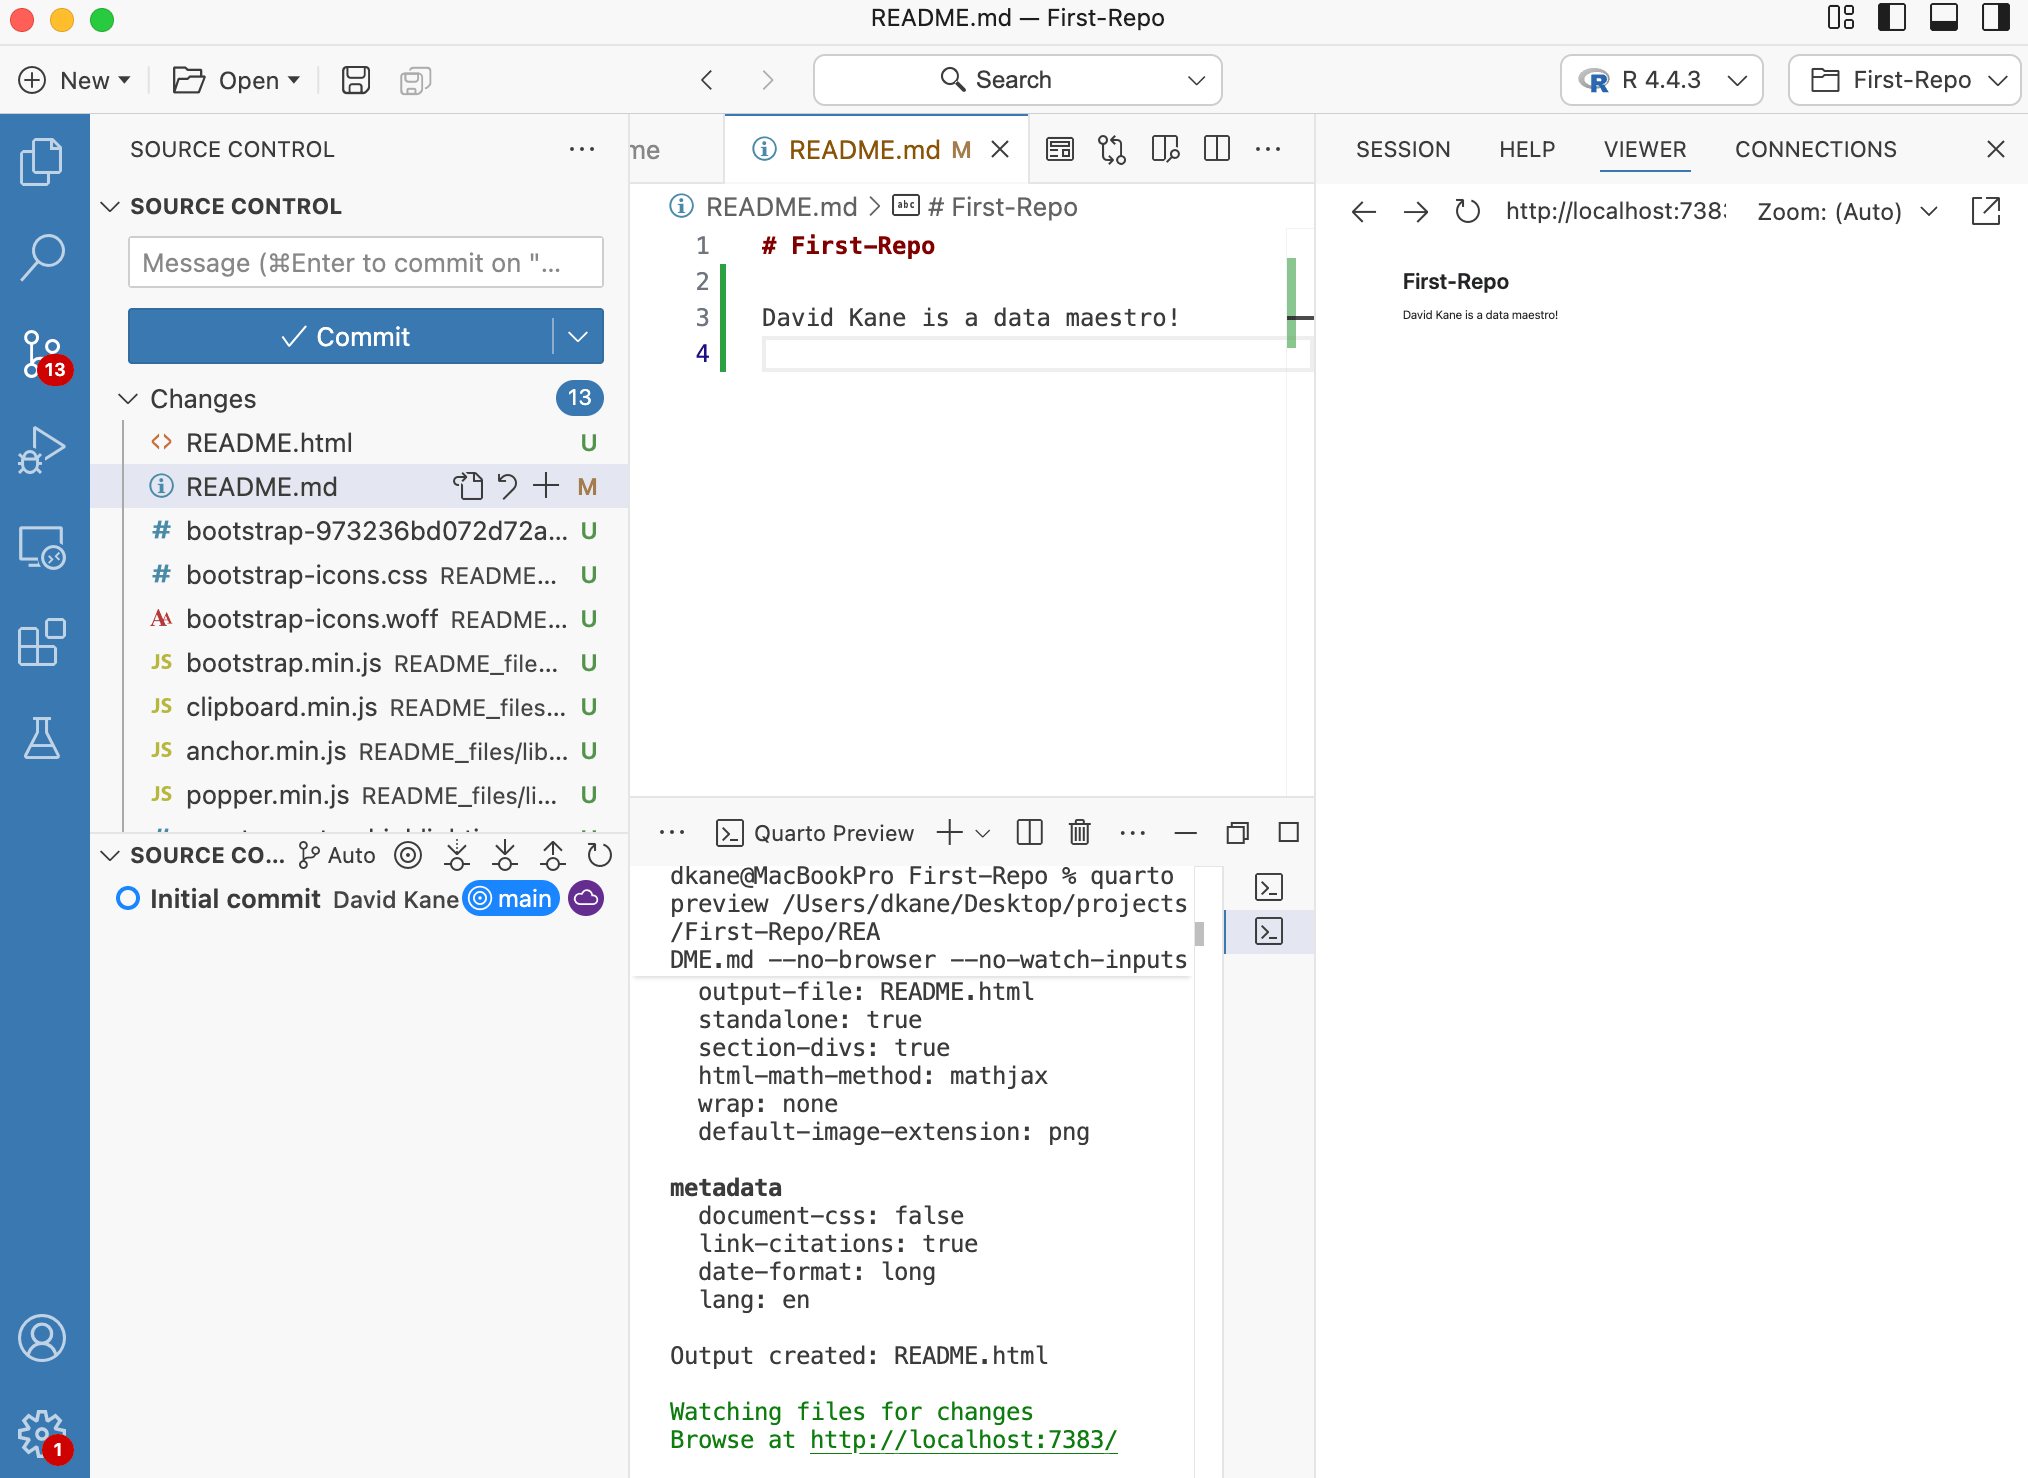 README.md — First-Repo
New
Open
Search
R 4.4.3
First-Repo
SOURCE CONTROL
SOURCE CONTROL
Message (⌘Enter to commit on "...
Commit
13
Changes
13
README.html U
README.md M
bootstrap-973236bd072d72a... U
bootstrap-icons.css README... U
bootstrap-icons.woff README... U
JS bootstrap.min.js README_file... U
JS clipboard.min.js README_files... U
JS anchor.min.js README_files/lib... U
JS popper.min.js README_files/li... U
SOURCE CO... Auto
Initial commit David Kane main
1
me
README.md M
README.md > abc # First-Repo
1 # First-Repo
2
3 David Kane is a data maestro!
4
Quarto Preview
dkane@MacBookPro First-Repo % quarto
preview /Users/dkane/Desktop/projects
/First-Repo/REA
DME.md --no-browser --no-watch-inputs
output-file: README.html
standalone: true
section-divs: true
html-math-method: mathjax
wrap: none
default-image-extension: png
metadata
document-css: false
link-citations: true
date-format: long
lang: en
Output created: README.html
Watching files for changes
Browse at http://localhost:7383/
SESSION HELP VIEWER CONNECTIONS
http://localhost:738 Zoom: (Auto)
First-Repo
David Kane is a data maestro!